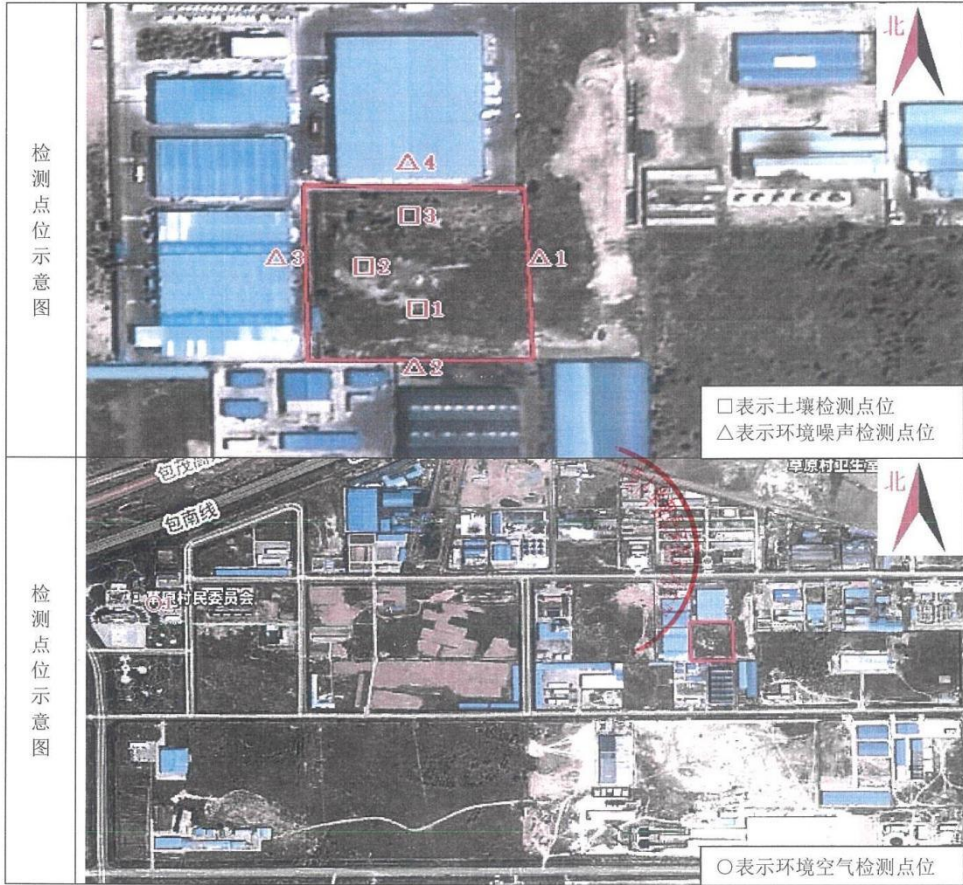 检测点位示意图
北
△4
□3
△3
□2
△1
□1
△2
□表示土壤检测点位
△表示环境噪声检测点位
检测点位示意图
包茂高
包南线
草原村卫生室
北
草原村民委员会
○表示环境空气检测点位